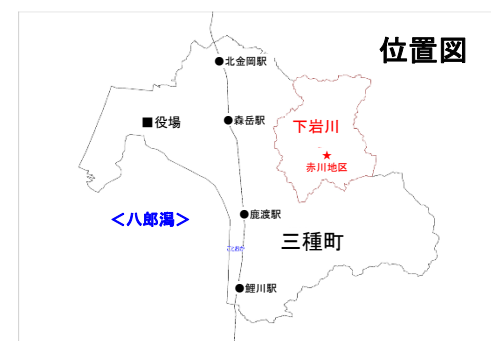 位置図
●北金岡駅
■役場
●森岳駅
下岩川
★
赤川地区
＜八郎潟＞
●鹿渡駅
三種町
●鯉川駅